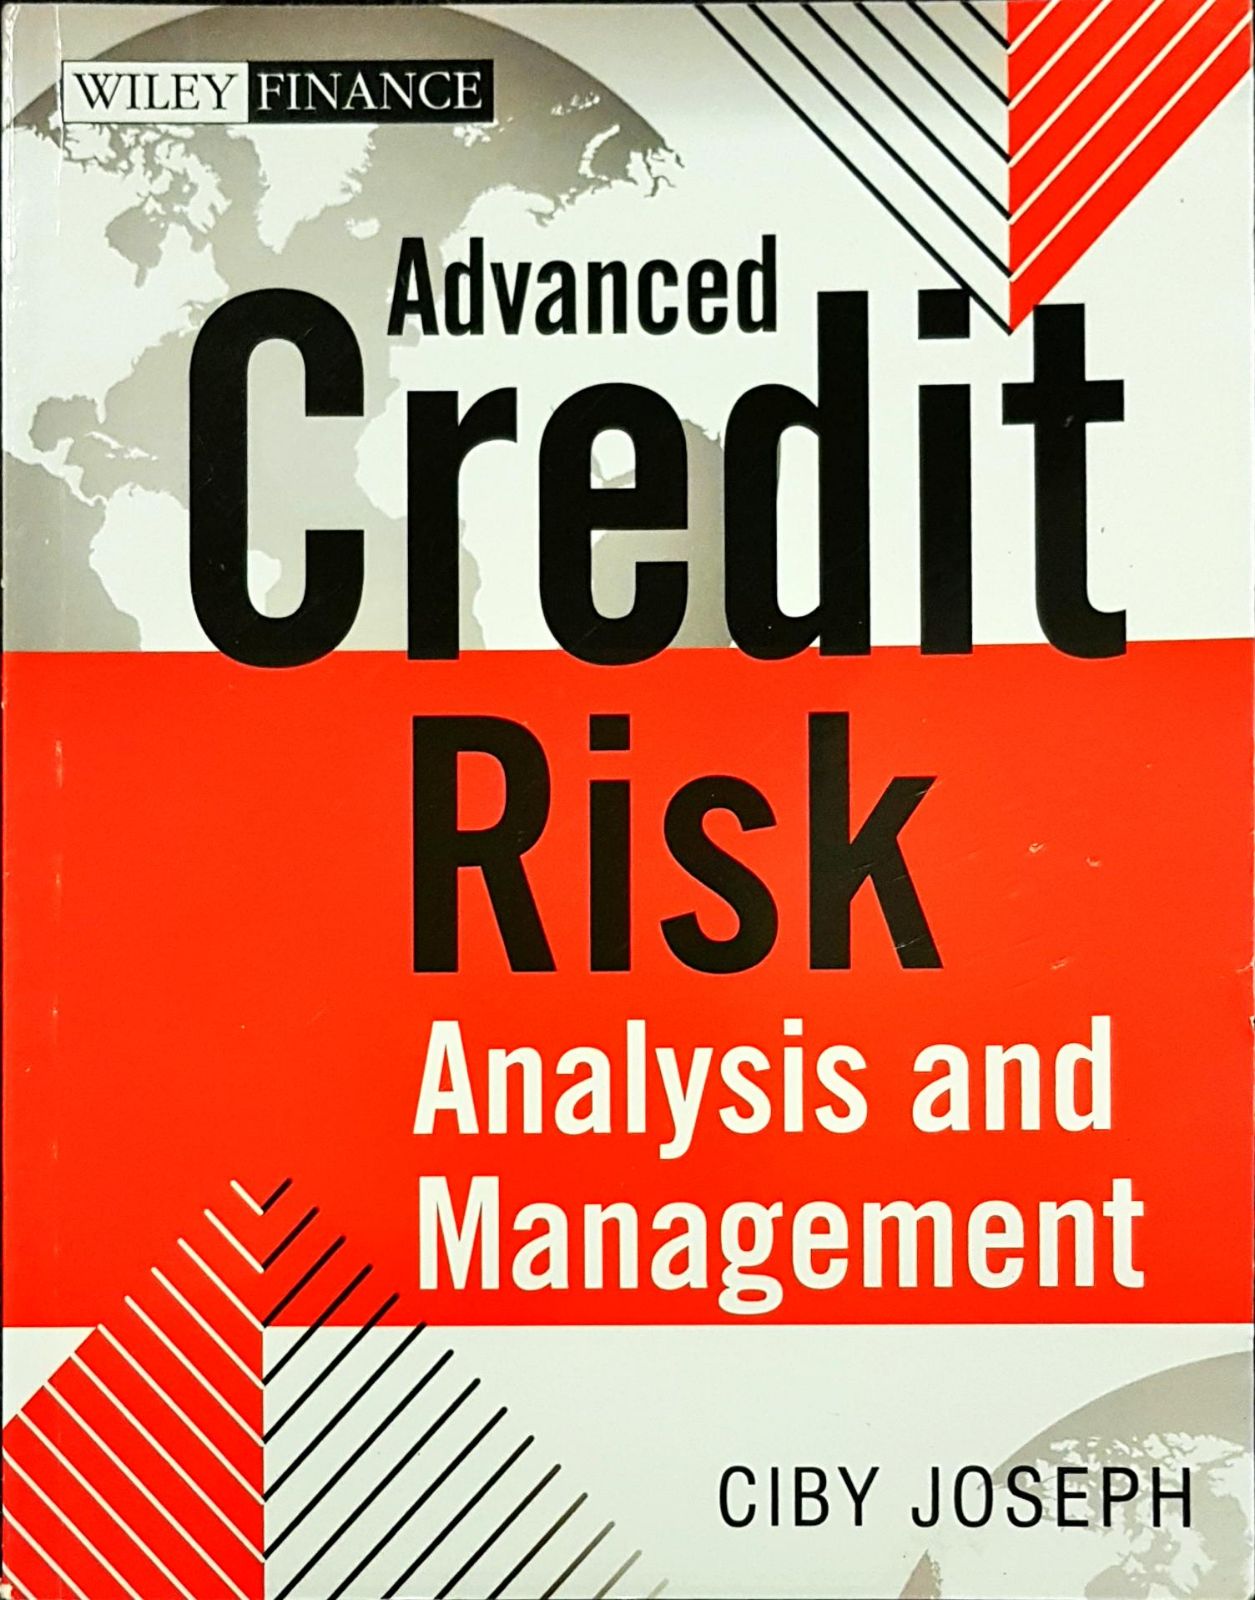 WILEY FINANCE
Advanced
Credit
Risk
Analysis and
Management
CIBY JOSEPH